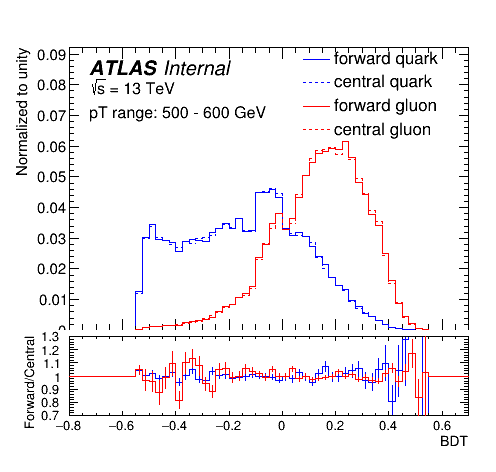 Normalized to unity
0.09
0.08
0.07
0.06
0.05
0.04
0.03
0.02
0.01
0
ATLAS Internal
√s = 13 TeV
pT range: 500 - 600 GeV
forward quark
central quark
forward gluon
central gluon
Forward/Central
1.3
1.2
1.1
1
0.9
0.8
0.7
−0.8 −0.6 −0.4 −0.2 0 0.2 0.4 0.6
BDT